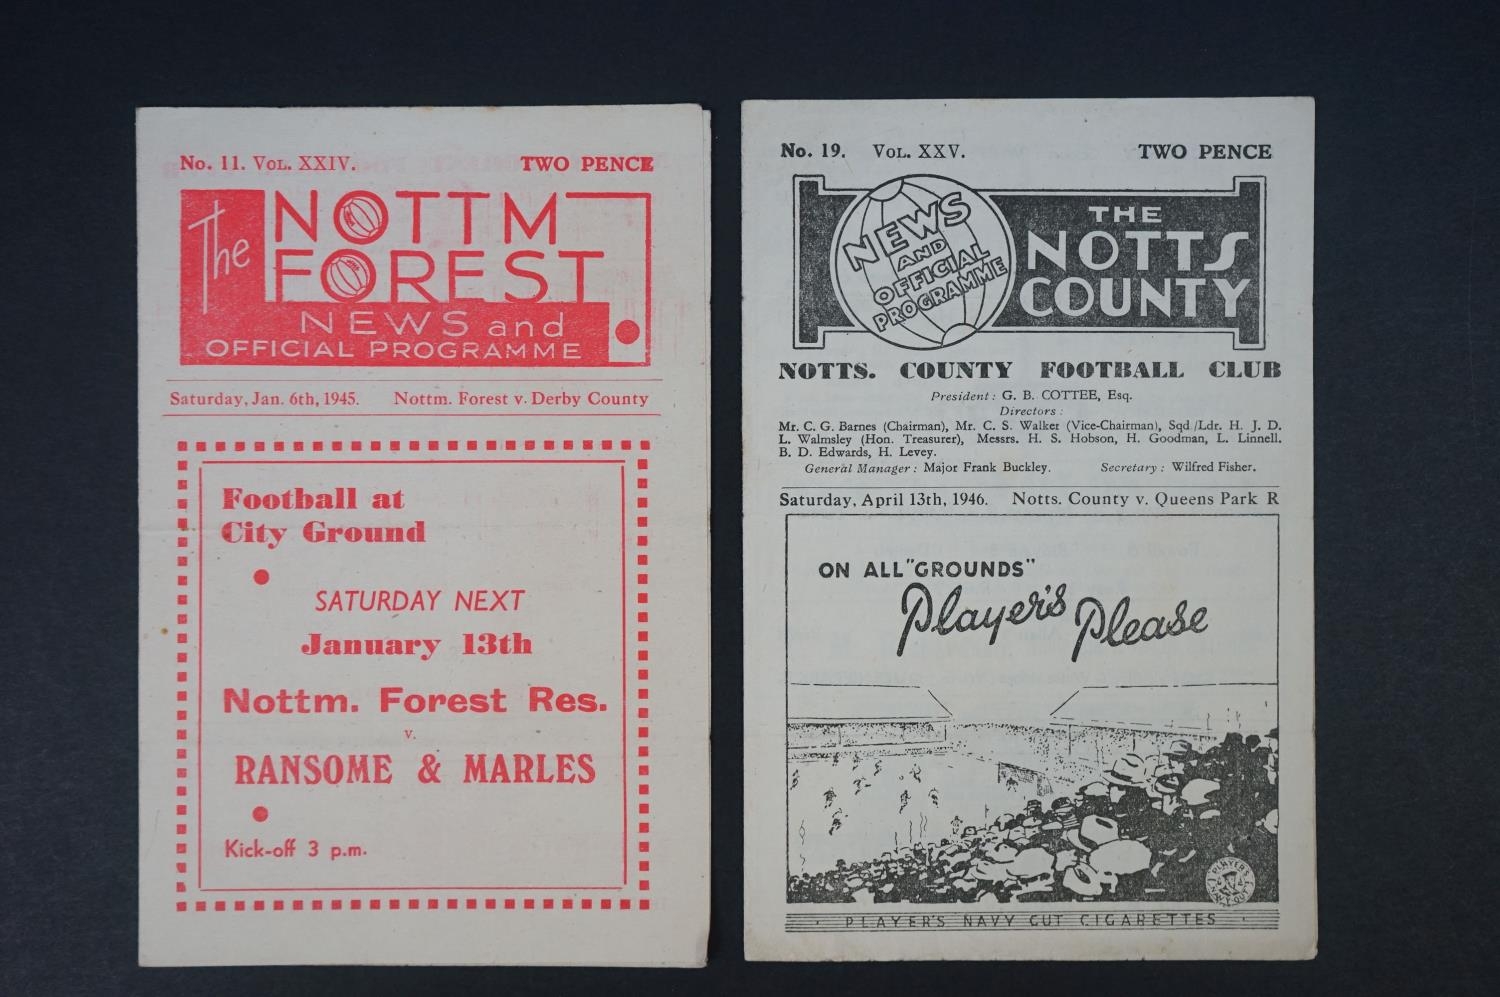 No. 11. VOL. XXIV. TWO PENCE
The NOTTM
FOREST
NEWS and
OFFICIAL PROGRAMME
Saturday, Jan. 6th, 1945. Nottm. Forest v. Derby County
Football at
City Ground
SATURDAY NEXT
January 13th
Nottm. Forest Res.
v.
RANSOME & MARLES
Kick-off 3 p.m.
No. 19. VOL. XXV. TWO PENCE
NEWS
AND
OFFICIAL
PROGRAMME
THE
NOTTS
COUNTY
NOTTS. COUNTY FOOTBALL CLUB
President: G. B. COTTEE, Esq.
Directors:
Mr. C. G. Barnes (Chairman), Mr. C. S. Walker (Vice-Chairman), Sqd /Ldr. H. J. D.
L. Walmsley (Hon. Treasurer), Messrs. H. S. Hobson, H. Goodman, L. Linnell.
B. D. Edwards, H. Levey.
General Manager: Major Frank Buckley. Secretary: Wilfred Fisher.
Saturday, April 13th, 1946. Notts. County v. Queens Park R
ON ALL "GROUNDS"
Player's Please
PLAYER'S
PLAYER'S NAVY CUT CIGARETTES